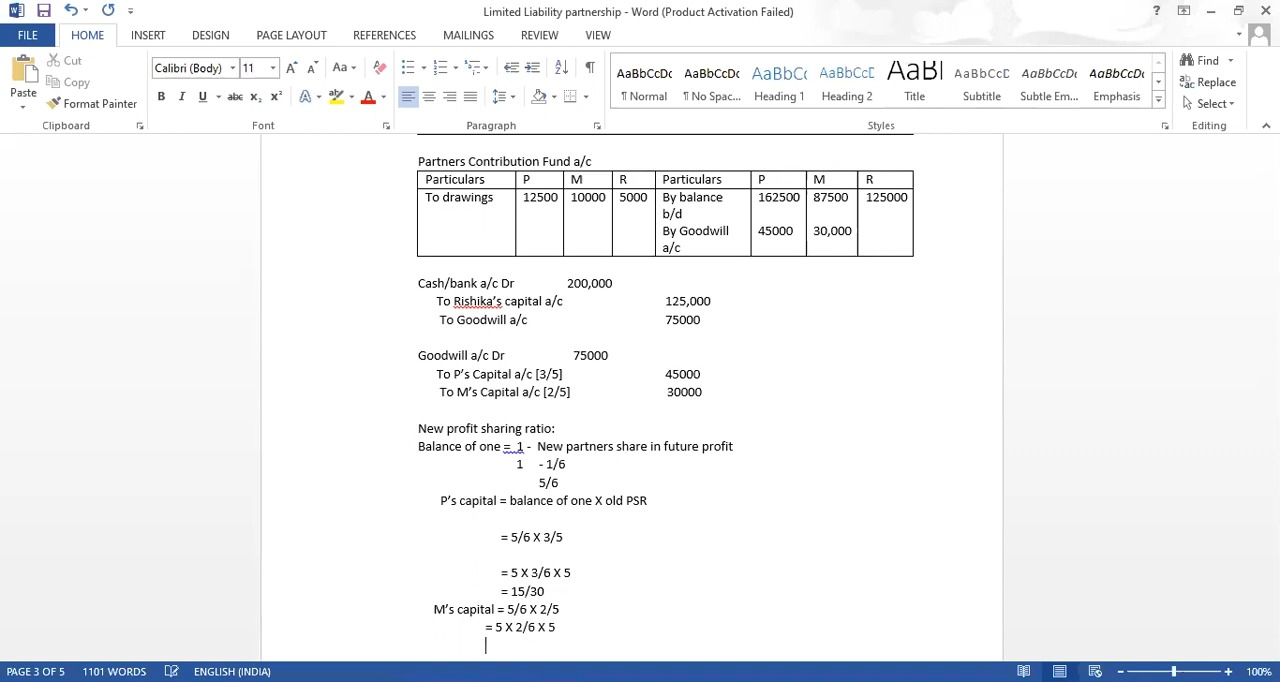 Limited Liability partnership - Word (Product Activation Failed)
FILE HOME INSERT DESIGN PAGE LAYOUT REFERENCES MAILINGS REVIEW VIEW
Cut
Copy
Format Painter
Paste
Clipboard
Calibri (Body) 11
Font
Paragraph
AaBbCcDc AaBbCcDc AaBbC AaBbCcD AaBl AaBbCcDc AaBbCcDc AaBbCcDc
¶ Normal ¶ No Spac... Heading 1 Heading 2 Title Subtitle Subtle Em... Emphasis
Styles
Find
Replace
Select
Editing
Partners Contribution Fund a/c
Particulars P M R Particulars P M R
To drawings 12500 10000 5000 By balance b/d 162500 87500 125000
By Goodwill a/c 45000 30,000
Cash/bank a/c Dr 200,000
To Rishika’s capital a/c 125,000
To Goodwill a/c 75000
Goodwill a/c Dr 75000
To P’s Capital a/c [3/5] 45000
To M’s Capital a/c [2/5] 30000
New profit sharing ratio:
Balance of one = 1 - New partners share in future profit
1 - 1/6
5/6
P’s capital = balance of one X old PSR
= 5/6 X 3/5
= 5 X 3/6 X 5
= 15/30
M’s capital = 5/6 X 2/5
= 5 X 2/6 X 5
PAGE 3 OF 5 1101 WORDS ENGLISH (INDIA) 100%